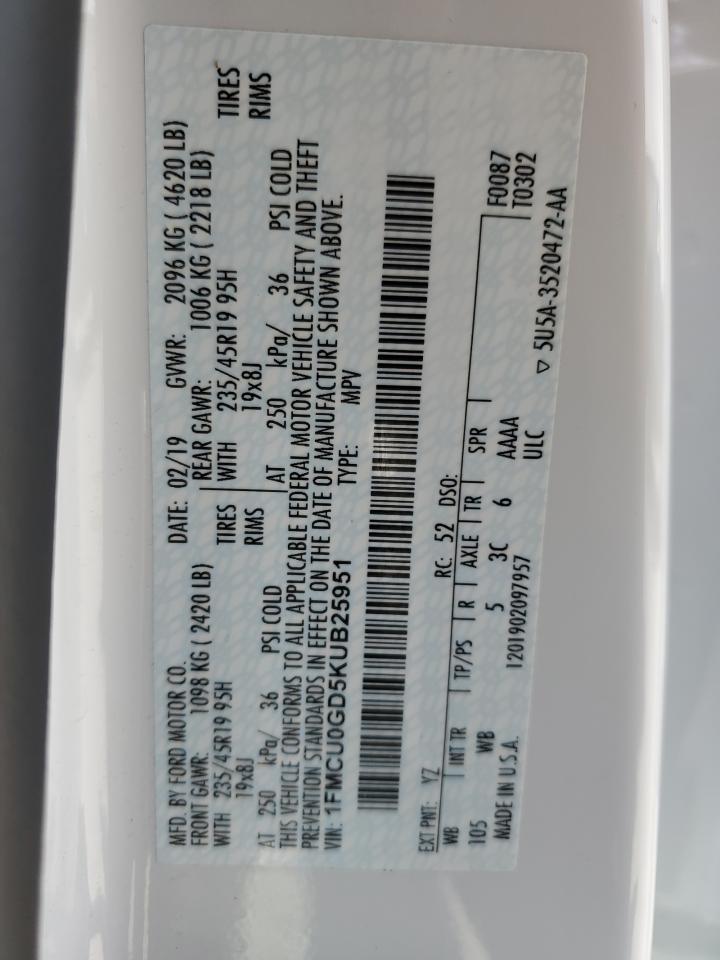 MFD. BY FORD MOTOR CO. DATE: 02/19 GVWR: 2096 KG ( 4620 LB)
FRONT GAWR: 1098 KG ( 2420 LB) REAR GAWR: 1006 KG ( 2218 LB)
WITH 235/45R19 95H TIRES WITH 235/45R19 95H TIRES
19x8J RIMS 19x8J RIMS
AT 250 kPa/ 36 PSI COLD AT 250 kPa/ 36 PSI COLD
THIS VEHICLE CONFORMS TO ALL APPLICABLE FEDERAL MOTOR VEHICLE SAFETY AND THEFT
PREVENTION STANDARDS IN EFFECT ON THE DATE OF MANUFACTURE SHOWN ABOVE.
VIN: 1FMCU0GD5KUB25951 TYPE: MPV
EXT PNT: YZ RC: 52 DSO:
WB INT TR TP/PS R AXLE TR SPR F0087
105 WB 5 3C 6 AAAA T0302
MADE IN U.S.A. 1201902097957 ULC
▽ 5U5A-3520472-AA